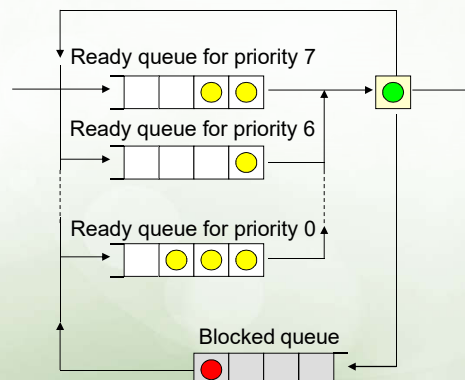 Ready queue for priority 7
Ready queue for priority 6
Ready queue for priority 0
Blocked queue